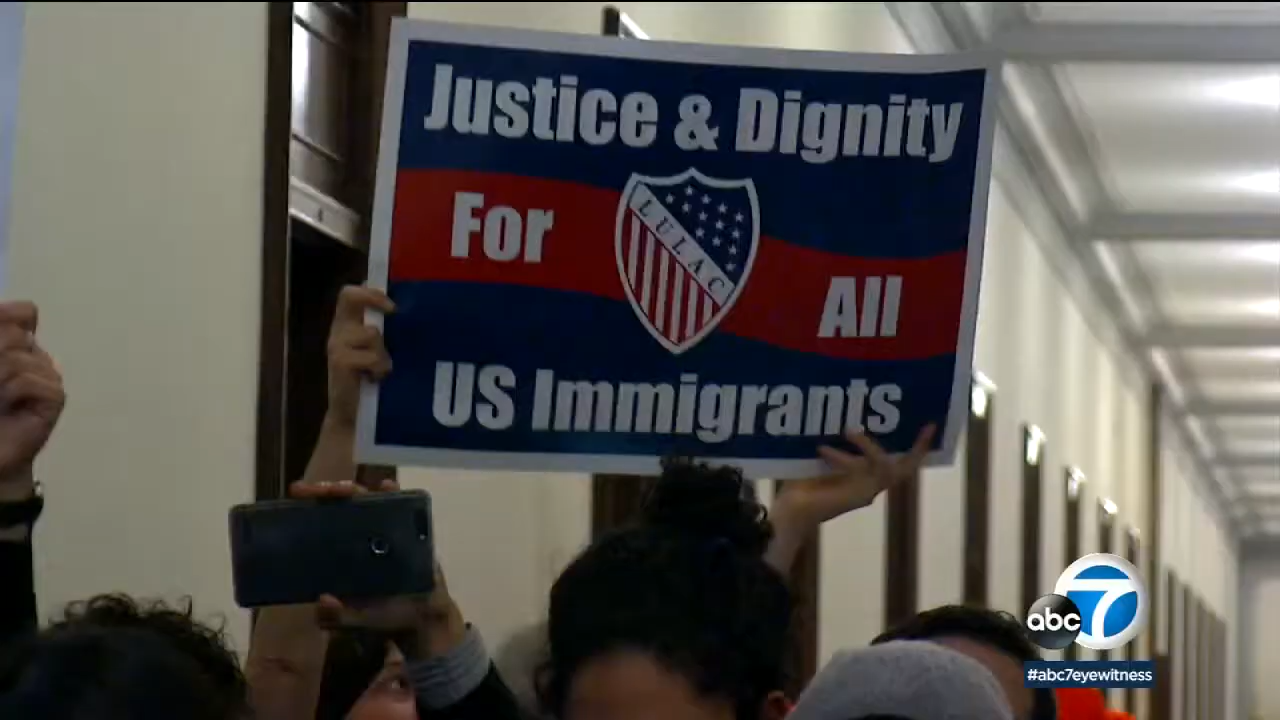 Justice & Dignity
For
LULAC
All
US Immigrants
abc 7
#abc7eyewitness